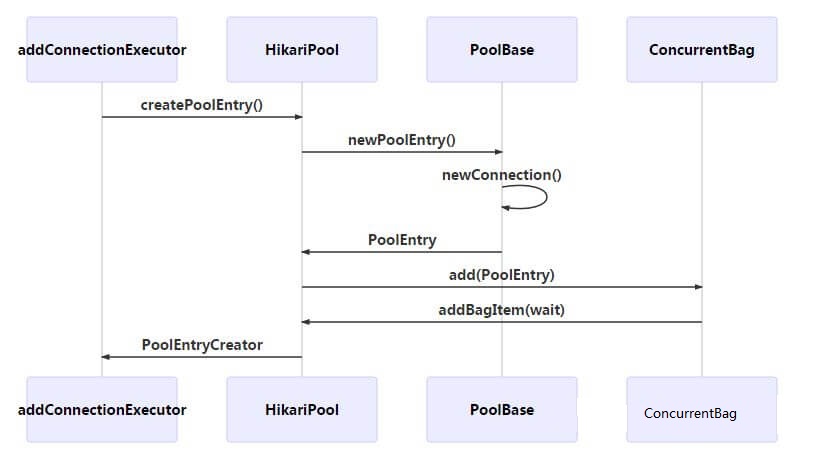 addConnectionExecutor
HikariPool
PoolBase
ConcurrentBag
createPoolEntry()
newPoolEntry()
newConnection()
PoolEntry
add(PoolEntry)
addBagItem(wait)
PoolEntryCreator
addConnectionExecutor
HikariPool
PoolBase
ConcurrentBag